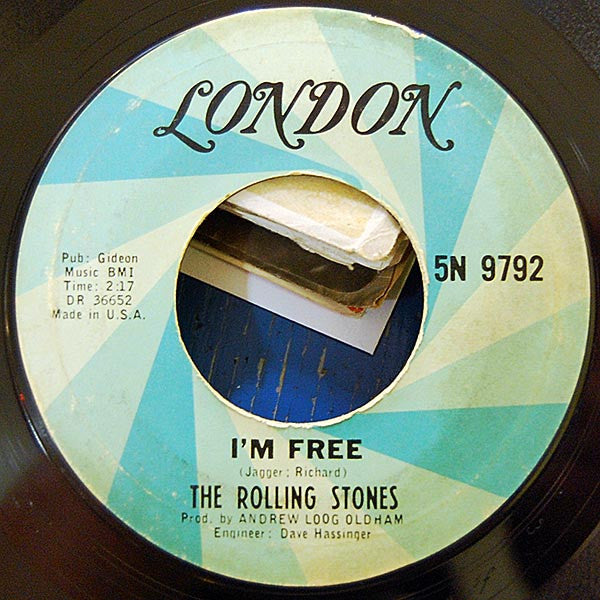 LONDON
Pub: Gideon
Music BMI
Time: 2:17
DR 36652
Made in U.S.A.
5N 9792
I'M FREE
(Jagger: Richard)
THE ROLLING STONES
Prod. by ANDREW LOOG OLDHAM
Engineer: Dave Hassinger